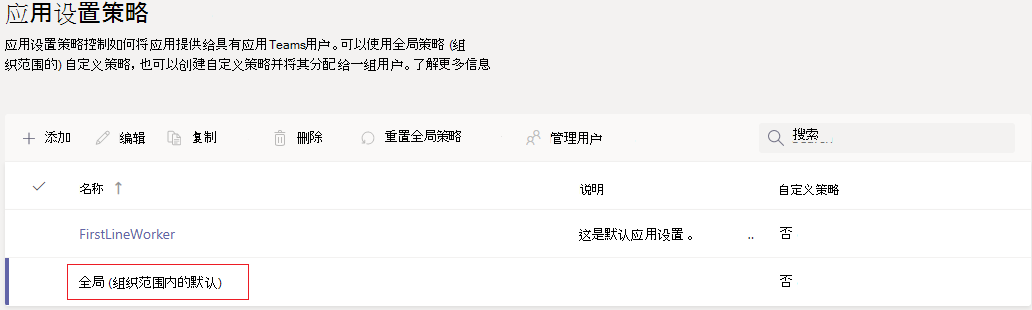 应用设置策略
应用设置策略控制如何将应用提供给具有应用Teams用户。可以使用全局策略 (组
织范围的) 自定义策略，也可以创建自定义策略并将其分配给一组用户。了解更多信息
添加 编辑 复制 删除 重置全局策略 管理用户 搜索
名称 ↑ 说明 自定义策略
FirstLineWorker 这是默认应用设置 。 .. 否
全局 (组织范围内的默认) 否